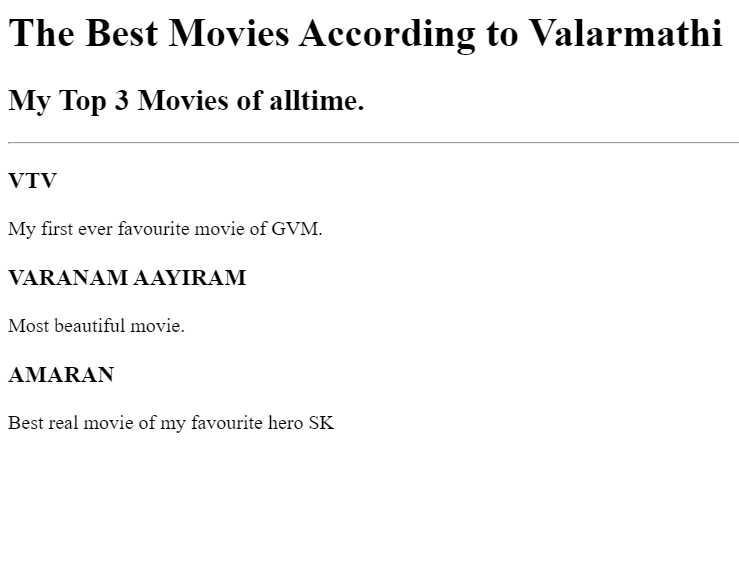 The Best Movies According to Valarmathi
My Top 3 Movies of alltime.
VTV
My first ever favourite movie of GVM.
VARANAM AAYIRAM
Most beautiful movie.
AMARAN
Best real movie of my favourite hero SK